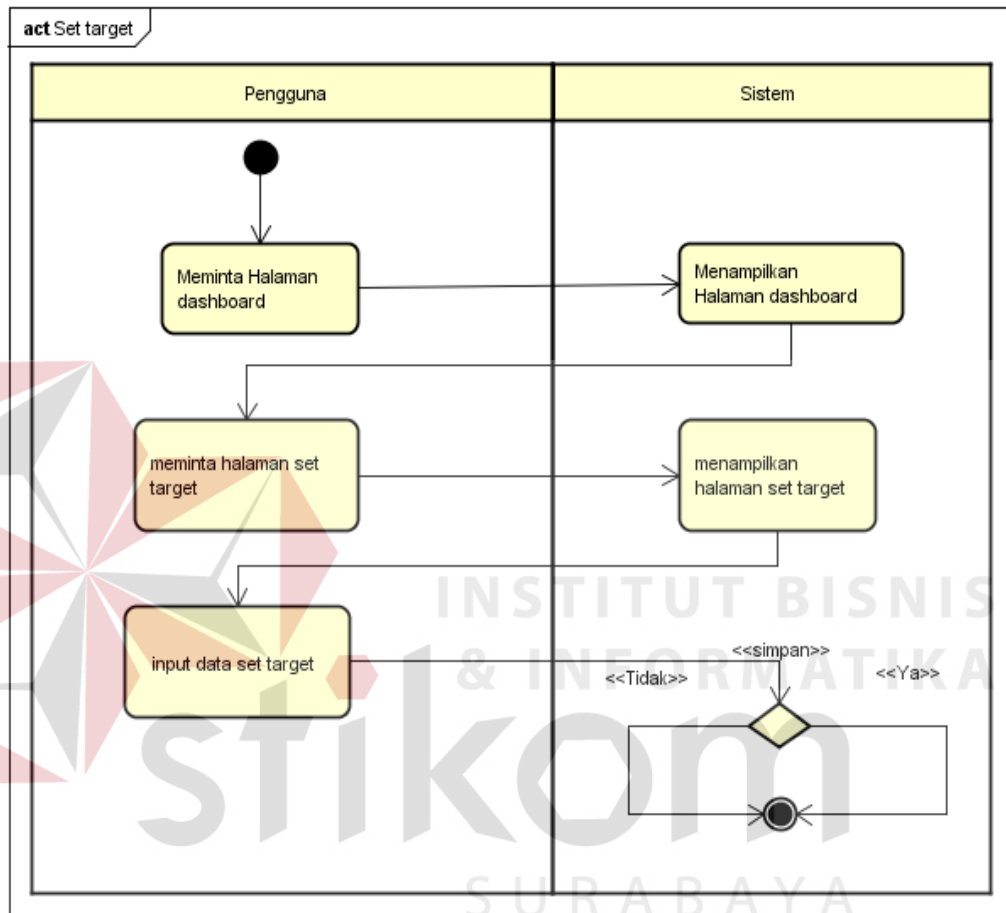 act Set target
Pengguna
Sistem
Meminta Halaman
dashboard
Menampilkan
Halaman dashboard
meminta halaman set
target
menampilkan
halaman set target
input data set target
<<simpan>>
<<Tidak>>
<<Ya>>
INSTITUT BISNIS
& INFORMATIKA
stikom
SURABAYA